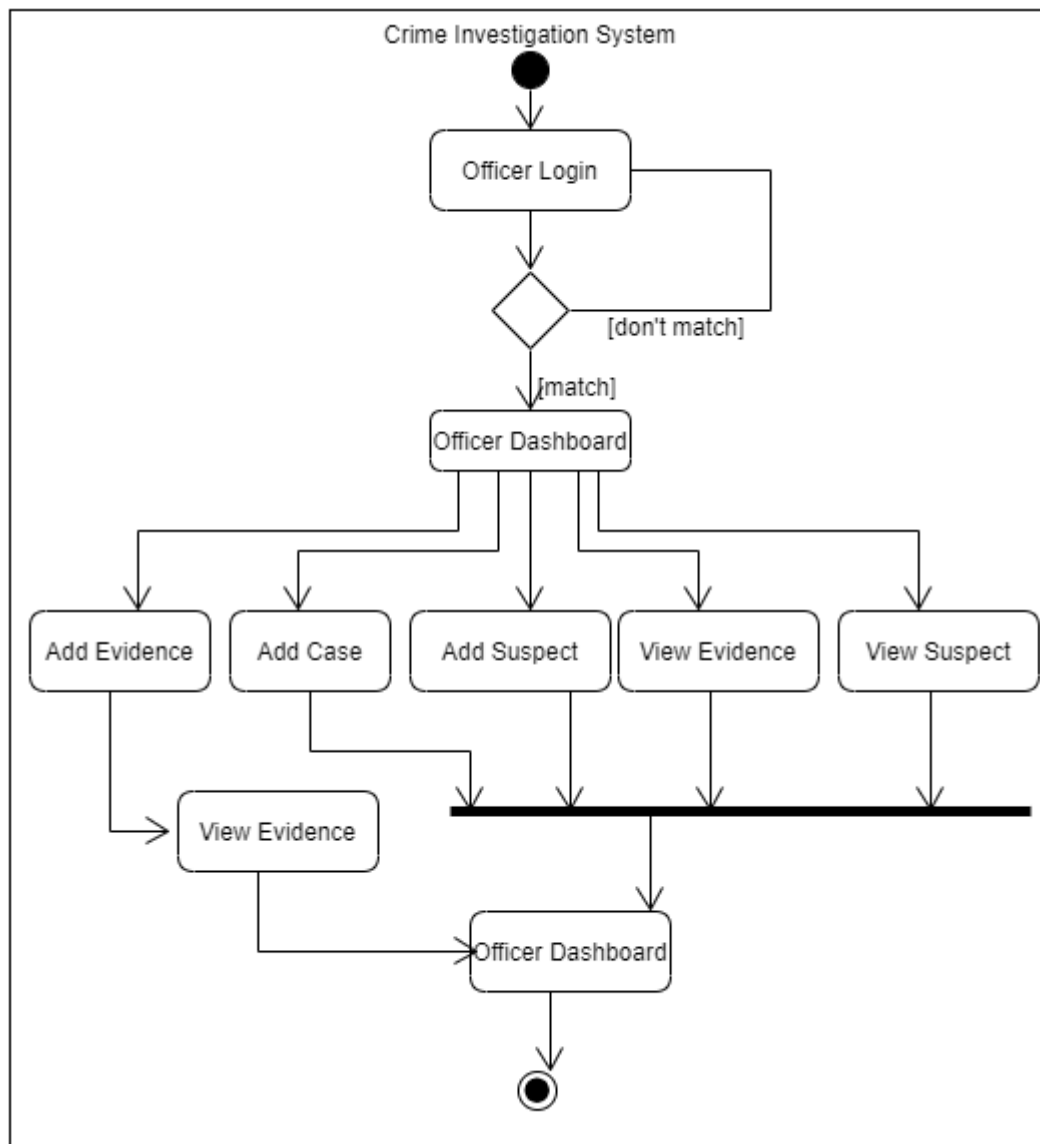 Crime Investigation System
Officer Login
[don't match]
[match]
Officer Dashboard
Add Evidence
Add Case
Add Suspect
View Evidence
View Suspect
View Evidence
Officer Dashboard